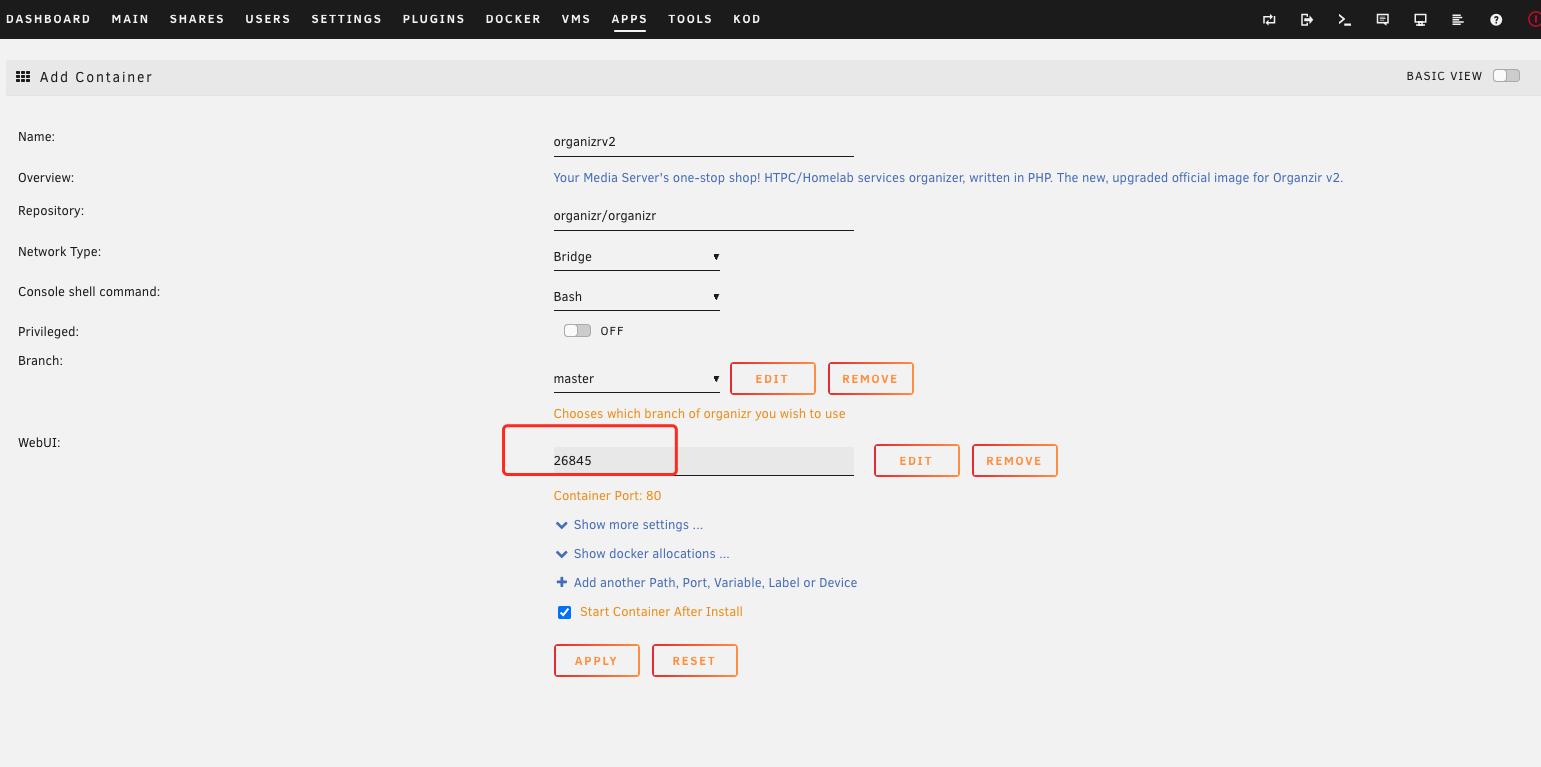 DASHBOARD MAIN SHARES USERS SETTINGS PLUGINS DOCKER VMS APPS TOOLS KOD
Add Container BASIC VIEW
Name: organizrv2
Overview: Your Media Server's one-stop shop! HTPC/Homelab services organizer, written in PHP. The new, upgraded official image for Organzir v2.
Repository: organizr/organizr
Network Type: Bridge
Console shell command: Bash
Privileged: OFF
Branch: master EDIT REMOVE
Chooses which branch of organizr you wish to use
WebUI: 26845 EDIT REMOVE
Container Port: 80
Show more settings ...
Show docker allocations ...
Add another Path, Port, Variable, Label or Device
Start Container After Install
APPLY RESET